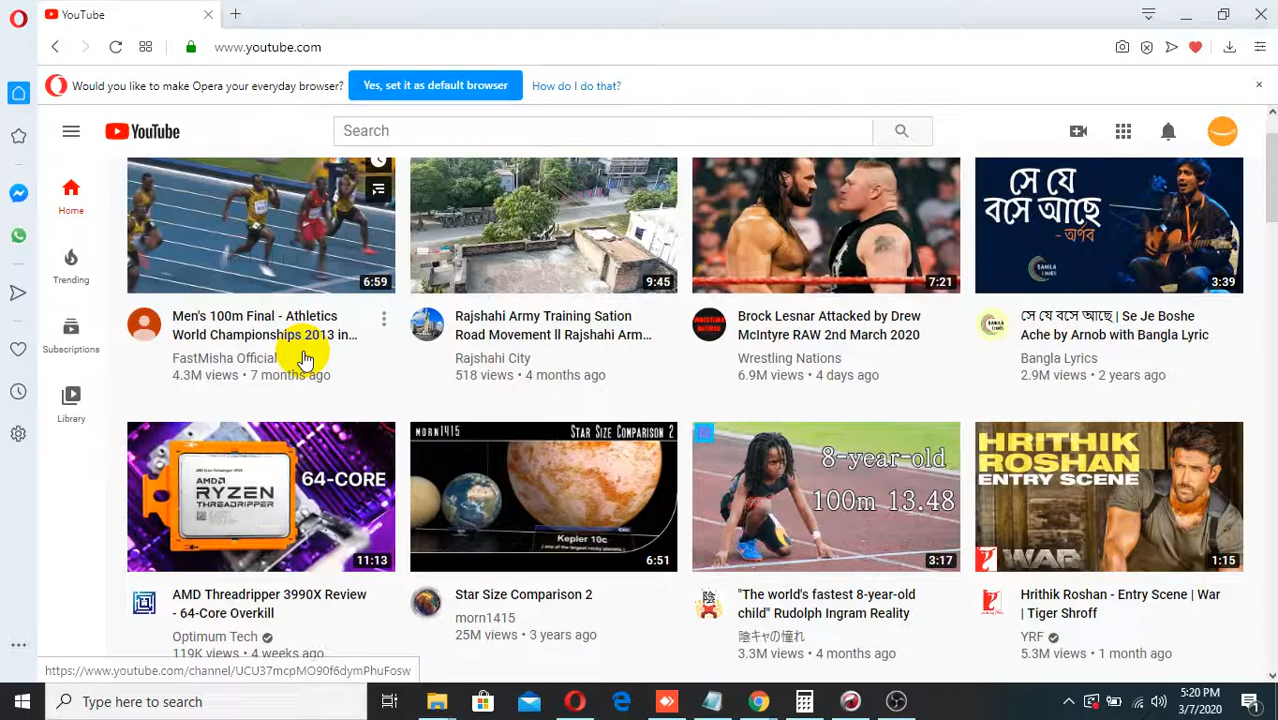 YouTube
www.youtube.com
Would you like to make Opera your everyday browser?
Yes, set it as default browser
How do I do that?
YouTube
Search
Home
Trending
Subscriptions
Library
6:59
9:45
7:21
সে যে
বসে আছে
- অর্ণব
BANGLA
LYRICS
3:39
Men's 100m Final - Athletics
World Championships 2013 in...
FastMisha Official
4.3M views • 7 months ago
Rajshahi Army Training Sation
Road Movement ll Rajshahi Arm...
Rajshahi City
518 views • 4 months ago
WRESTLING
NATIONS
Brock Lesnar Attacked by Drew
McIntyre RAW 2nd March 2020
Wrestling Nations
6.9M views • 4 days ago
সে যে বসে আছে | Se Je Boshe
Ache by Arnob with Bangla Lyric
Bangla Lyrics
2.9M views • 2 years ago
AMD
RYZEN
THREADRIPPER
64-CORE
11:13
MORN1415
STAR SIZE COMPARISON 2
Kepler 10c
6:51
8-year-old
100m 13.48
3:17
HRITHIK
ROSHAN
ENTRY SCENE
WAR
1:15
AMD Threadripper 3990X Review
- 64-Core Overkill
Optimum Tech
119K views • 4 weeks ago
Star Size Comparison 2
morn1415
25M views • 3 years ago
"The world's fastest 8-year-old
child" Rudolph Ingram Reality
陰キャの憧れ
3.3M views • 4 months ago
Hrithik Roshan - Entry Scene | War
| Tiger Shroff
YRF
5.3M views • 1 month ago
https://www.youtube.com/channel/UCU37mcpMO90f6dymPhuFosw
Type here to search
5:20 PM
3/7/2020